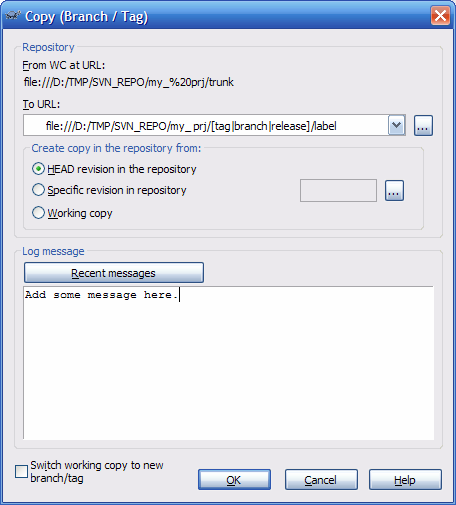 Copy (Branch / Tag)
Repository
From WC at URL:
file:///D:/TMP/SVN_REPO/my_%20prj/trunk
To URL:
file:///D:/TMP/SVN_REPO/my_ prj/[tag|branch|release]/label
...
Create copy in the repository from:
HEAD revision in the repository
Specific revision in repository
...
Working copy
Log message
Recent messages
Add some message here.
Switch working copy to new
branch/tag
OK
Cancel
Help